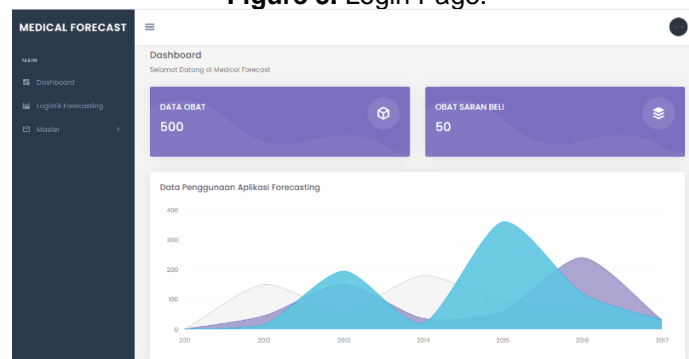 Figure 3. Login Page.
MEDICAL FORECAST
MAIN
Dashboard
Logistik Forecasting
Master
Dashboard
Selamat Datang di Medical Forecast
DATA OBAT
500
OBAT SARAN BELI
50
Data Penggunaan Aplikasi Forecasting
400
300
200
100
0
2011 2012 2013 2014 2015 2016 2017